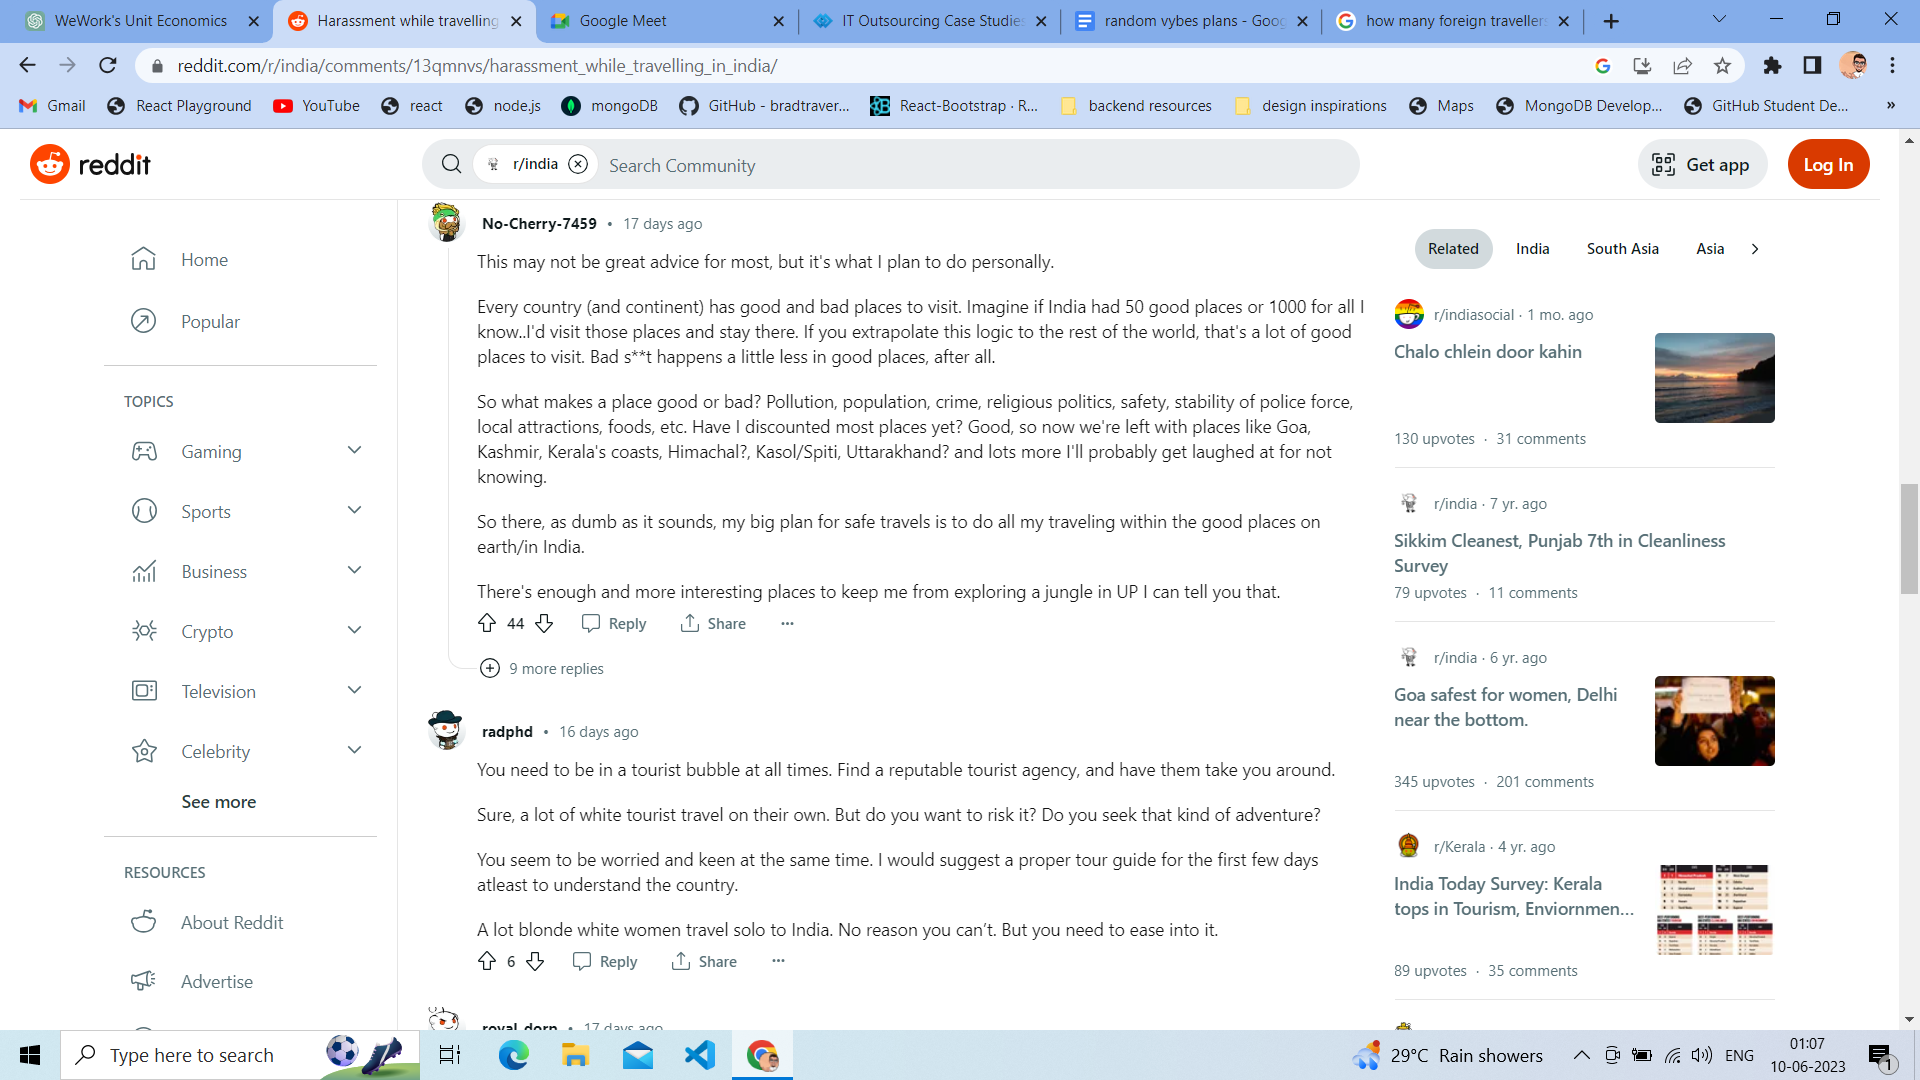 WeWork's Unit Economics
Harassment while travelling
Google Meet
IT Outsourcing Case Studies
random vybes plans - Goog
how many foreign travellers
reddit.com/r/india/comments/13qmnvs/harassment_while_travelling_in_india/
Gmail
React Playground
YouTube
react
node.js
mongoDB
GitHub - bradtraver...
React-Bootstrap · R...
backend resources
design inspirations
Maps
MongoDB Develop...
GitHub Student De...
»
reddit
r/india
Search Community
Get app
Log In
Home
Popular
TOPICS
Gaming
Sports
Business
Crypto
Television
Celebrity
See more
RESOURCES
About Reddit
Advertise
No-Cherry-7459 • 17 days ago
This may not be great advice for most, but it's what I plan to do personally.
Every country (and continent) has good and bad places to visit. Imagine if India had 50 good places or 1000 for all I
know..I'd visit those places and stay there. If you extrapolate this logic to the rest of the world, that's a lot of good
places to visit. Bad s**t happens a little less in good places, after all.
So what makes a place good or bad? Pollution, population, crime, religious politics, safety, stability of police force,
local attractions, foods, etc. Have I discounted most places yet? Good, so now we're left with places like Goa,
Kashmir, Kerala's coasts, Himachal?, Kasol/Spiti, Uttarakhand? and lots more I'll probably get laughed at for not
knowing.
So there, as dumb as it sounds, my big plan for safe travels is to do all my traveling within the good places on
earth/in India.
There's enough and more interesting places to keep me from exploring a jungle in UP I can tell you that.
44 Reply Share ...
9 more replies
radphd • 16 days ago
You need to be in a tourist bubble at all times. Find a reputable tourist agency, and have them take you around.
Sure, a lot of white tourist travel on their own. But do you want to risk it? Do you seek that kind of adventure?
You seem to be worried and keen at the same time. I would suggest a proper tour guide for the first few days
atleast to understand the country.
A lot blonde white women travel solo to India. No reason you can't. But you need to ease into it.
6 Reply Share ...
royal_dorp • 17 days ago
Related
India
South Asia
Asia
r/indiasocial · 1 mo. ago
Chalo chlein door kahin
130 upvotes · 31 comments
r/india · 7 yr. ago
Sikkim Cleanest, Punjab 7th in Cleanliness
Survey
79 upvotes · 11 comments
r/india · 6 yr. ago
Goa safest for women, Delhi
near the bottom.
345 upvotes · 201 comments
r/Kerala · 4 yr. ago
India Today Survey: Kerala
tops in Tourism, Enviornmen...
89 upvotes · 35 comments
Type here to search
29°C Rain showers
ENG
01:07
10-06-2023
1